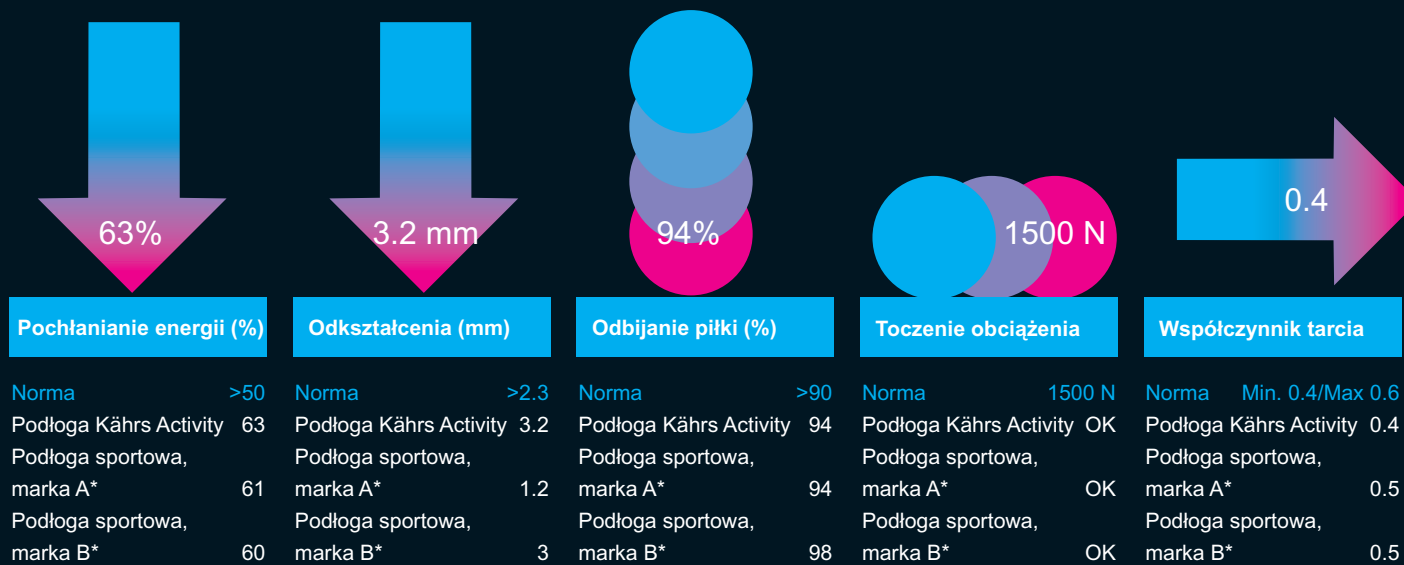 63%
3.2 mm
94%
1500 N
0.4
Pochłanianie energii (%)
Odkształcenia (mm)
Odbijanie piłki (%)
Toczenie obciążenia
Współczynnik tarcia
Norma >50
Podłoga Kährs Activity 63
Podłoga sportowa,
marka A* 61
Podłoga sportowa,
marka B* 60
Norma >2.3
Podłoga Kährs Activity 3.2
Podłoga sportowa,
marka A* 1.2
Podłoga sportowa,
marka B* 3
Norma >90
Podłoga Kährs Activity 94
Podłoga sportowa,
marka A* 94
Podłoga sportowa,
marka B* 98
Norma 1500 N
Podłoga Kährs Activity OK
Podłoga sportowa,
marka A* OK
Podłoga sportowa,
marka B* OK
Norma Min. 0.4/Max 0.6
Podłoga Kährs Activity 0.4
Podłoga sportowa,
marka A* 0.5
Podłoga sportowa,
marka B* 0.5